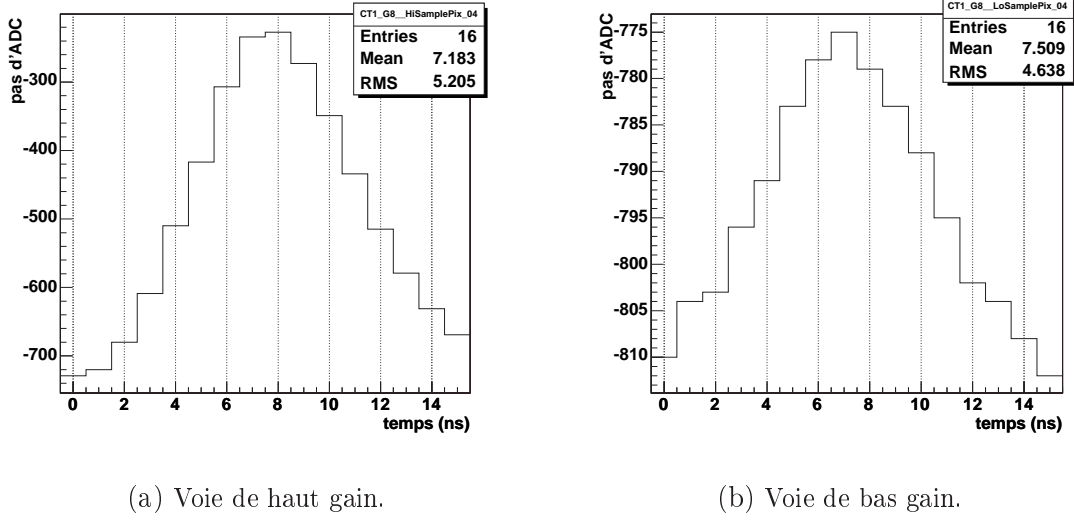 CT1_G8__HiSamplePix_04
Entries 16
Mean 7.183
RMS 5.205
pas d'ADC
-300
-400
-500
-600
-700
0 2 4 6 8 10 12 14
temps (ns)
(a) Voie de haut gain.
CT1_G8__LoSamplePix_04
Entries 16
Mean 7.509
RMS 4.638
pas d'ADC
-775
-780
-785
-790
-795
-800
-805
-810
0 2 4 6 8 10 12 14
temps (ns)
(b) Voie de bas gain.